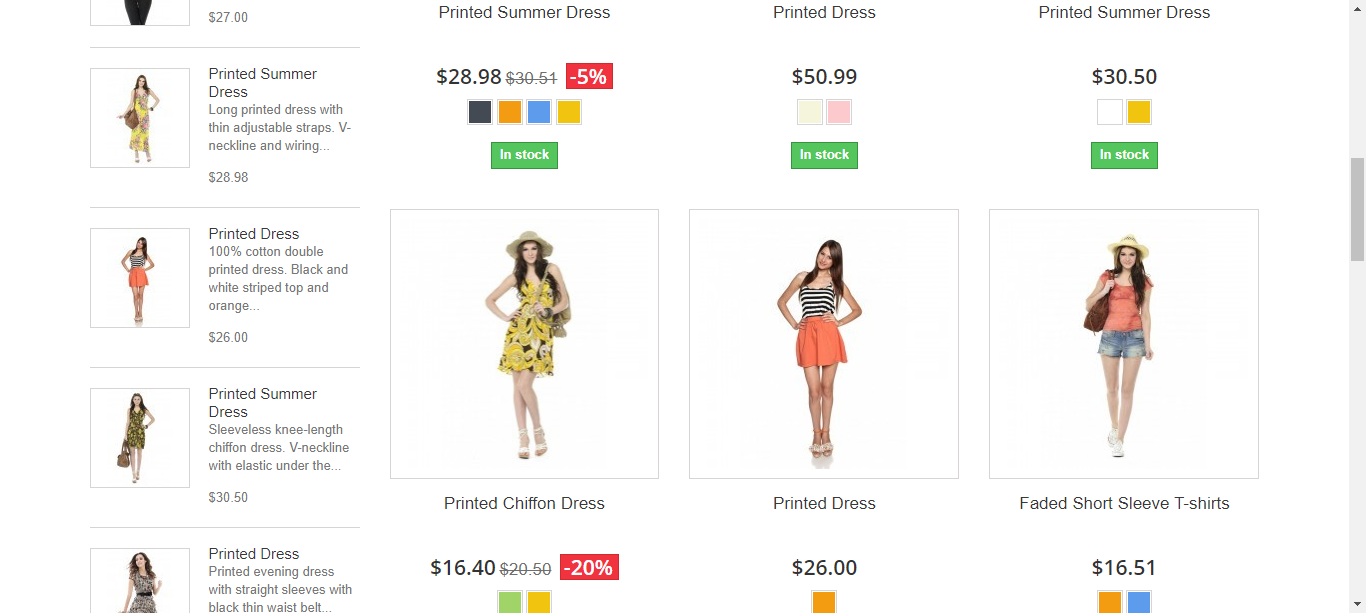 $27.00
Printed Summer
Dress
Long printed dress with
thin adjustable straps. V-
neckline and wiring...
$28.98
Printed Dress
100% cotton double
printed dress. Black and
white striped top and
orange...
$26.00
Printed Summer
Dress
Sleeveless knee-length
chiffon dress. V-neckline
with elastic under the...
$30.50
Printed Dress
Printed evening dress
with straight sleeves with
black thin waist belt...
Printed Summer Dress
Printed Dress
Printed Summer Dress
$28.98 $30.51 -5%
$50.99
$30.50
In stock
In stock
In stock
Printed Chiffon Dress
Printed Dress
Faded Short Sleeve T-shirts
$16.40 $20.50 -20%
$26.00
$16.51